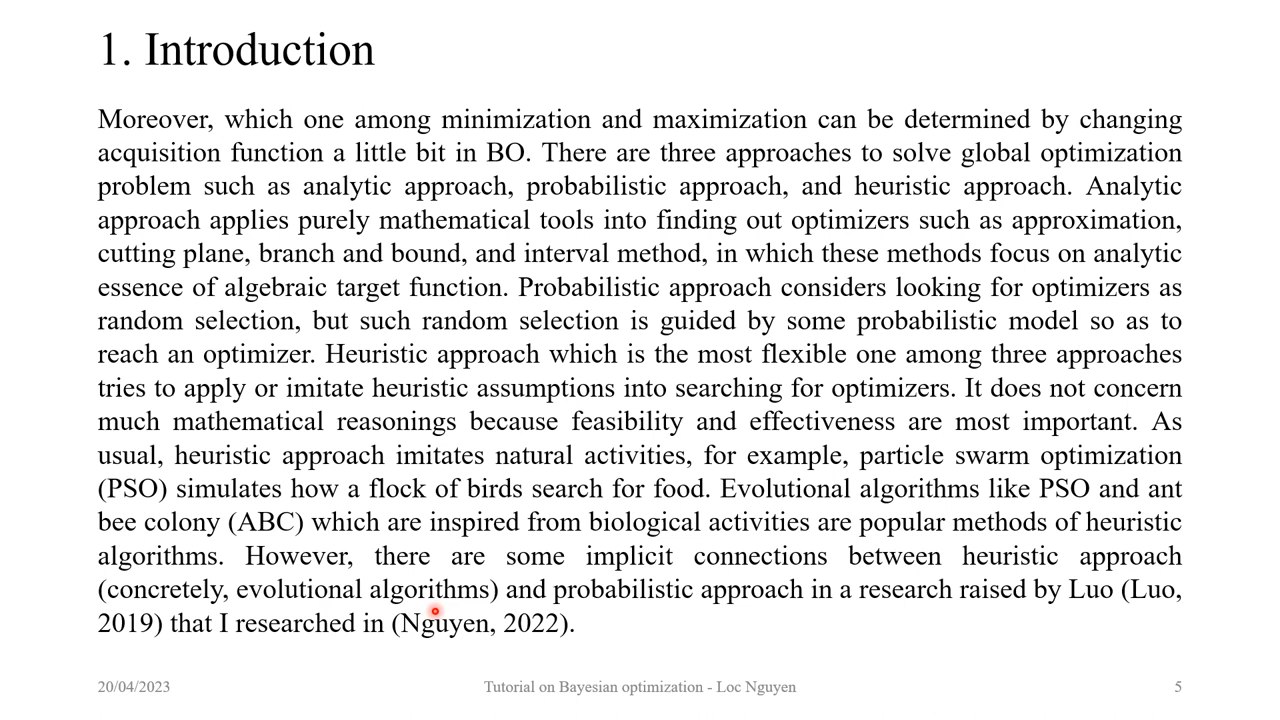 1. Introduction
Moreover, which one among minimization and maximization can be determined by changing
acquisition function a little bit in BO. There are three approaches to solve global optimization
problem such as analytic approach, probabilistic approach, and heuristic approach. Analytic
approach applies purely mathematical tools into finding out optimizers such as approximation,
cutting plane, branch and bound, and interval method, in which these methods focus on analytic
essence of algebraic target function. Probabilistic approach considers looking for optimizers as
random selection, but such random selection is guided by some probabilistic model so as to
reach an optimizer. Heuristic approach which is the most flexible one among three approaches
tries to apply or imitate heuristic assumptions into searching for optimizers. It does not concern
much mathematical reasonings because feasibility and effectiveness are most important. As
usual, heuristic approach imitates natural activities, for example, particle swarm optimization
(PSO) simulates how a flock of birds search for food. Evolutional algorithms like PSO and ant
bee colony (ABC) which are inspired from biological activities are popular methods of heuristic
algorithms. However, there are some implicit connections between heuristic approach
(concretely, evolutional algorithms) and probabilistic approach in a research raised by Luo (Luo,
2019) that I researched in (Nguyen, 2022).
20/04/2023 Tutorial on Bayesian optimization - Loc Nguyen 5